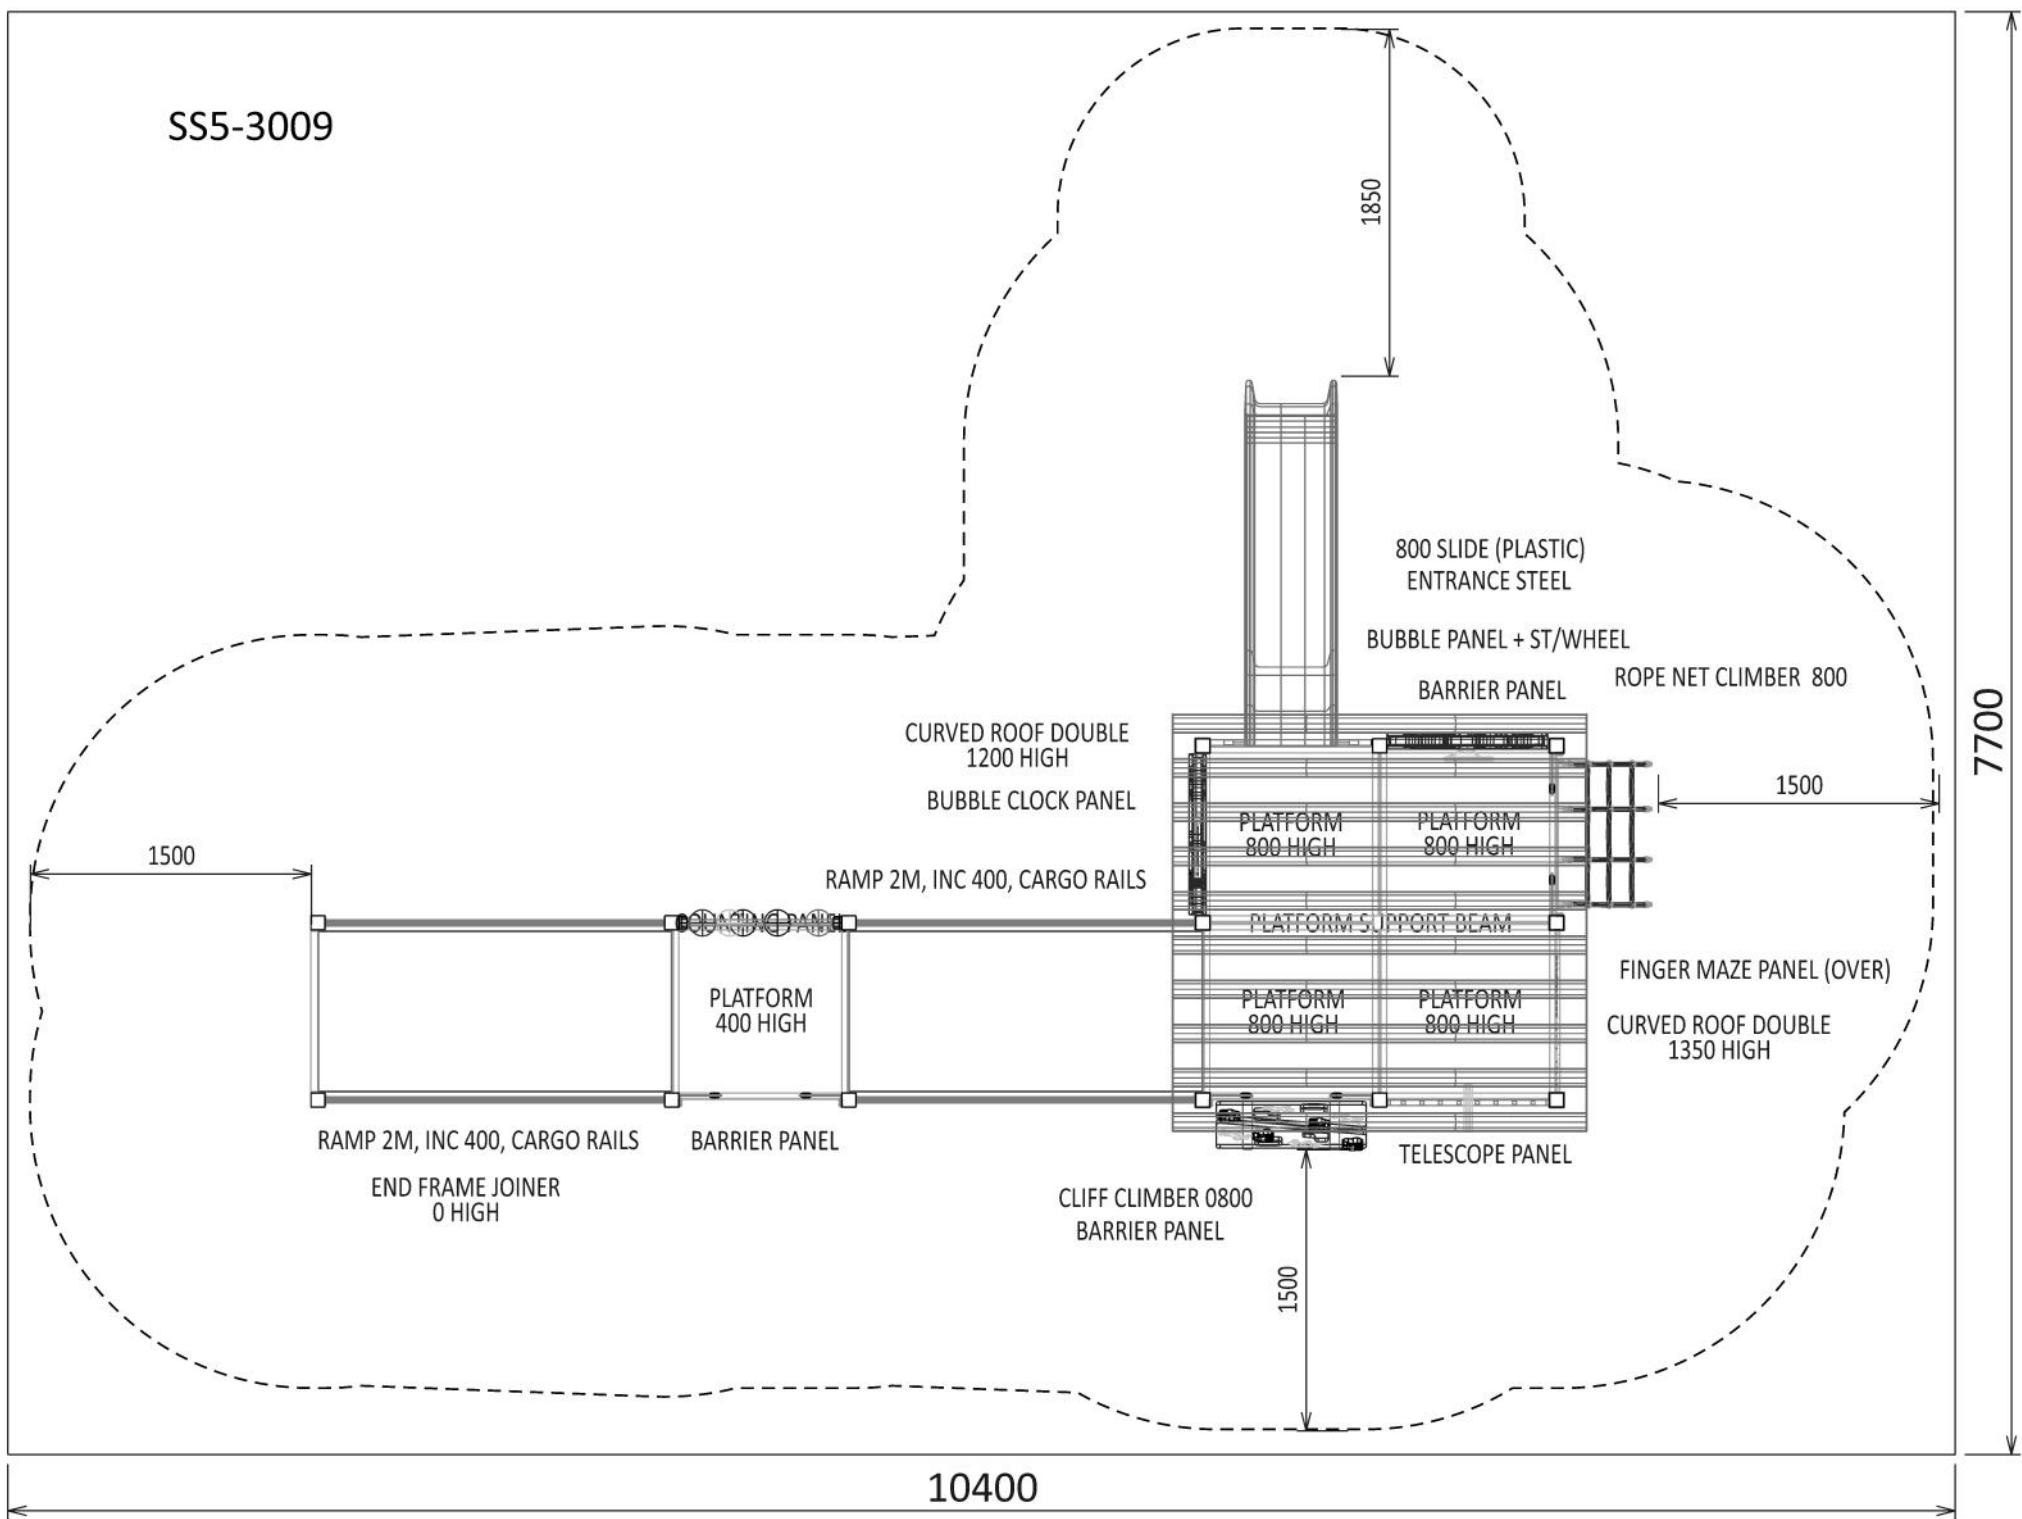 SS5-3009
1850
800 SLIDE (PLASTIC)
ENTRANCE STEEL
BUBBLE PANEL + ST/WHEEL
ROPE NET CLIMBER 800
BARRIER PANEL
7700
CURVED ROOF DOUBLE
1200 HIGH
BUBBLE CLOCK PANEL
1500
PLATFORM
800 HIGH
PLATFORM
800 HIGH
1500
RAMP 2M, INC 400, CARGO RAILS
PLATFORM SUPPORT BEAM
FINGER MAZE PANEL (OVER)
PLATFORM
400 HIGH
PLATFORM
800 HIGH
PLATFORM
800 HIGH
CURVED ROOF DOUBLE
1350 HIGH
RAMP 2M, INC 400, CARGO RAILS
BARRIER PANEL
TELESCOPE PANEL
END FRAME JOINER
0 HIGH
CLIFF CLIMBER 0800
BARRIER PANEL
1500
10400